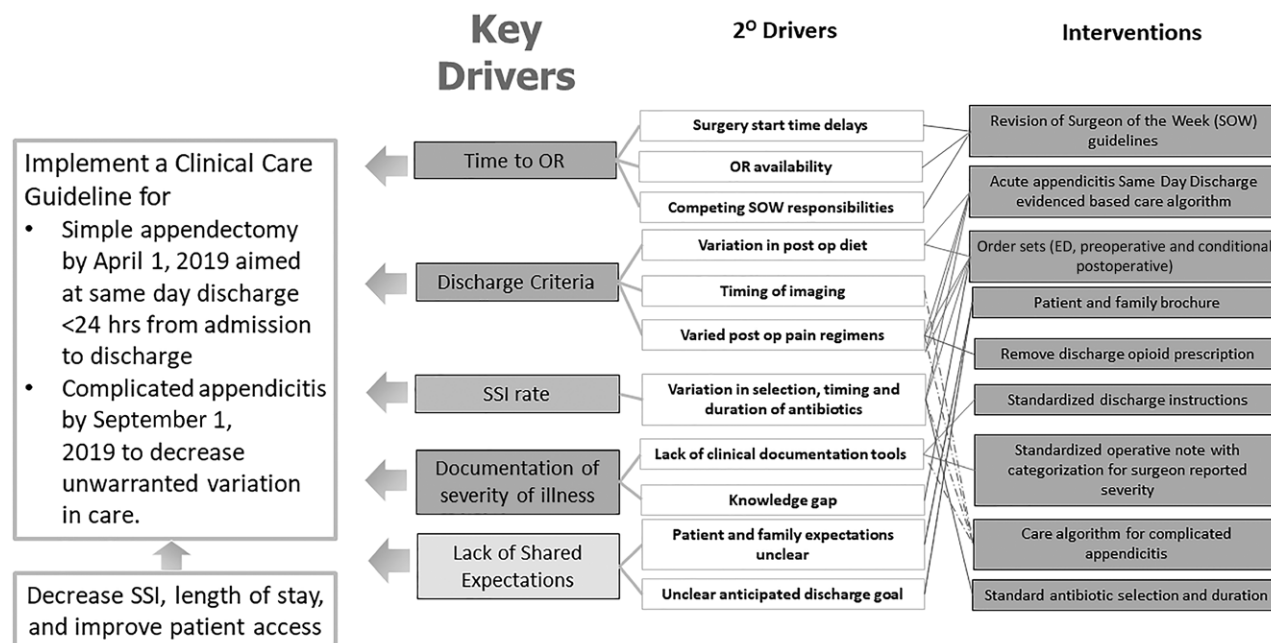 Key
Drivers
2º Drivers
Interventions
Implement a Clinical Care
Guideline for
• Simple appendectomy
by April 1, 2019 aimed
at same day discharge
<24 hrs from admission
to discharge
• Complicated appendicitis
by September 1,
2019 to decrease
unwarranted variation
in care.
Decrease SSI, length of stay,
and improve patient access
Time to OR
Discharge Criteria
SSI rate
Documentation of
severity of illness
Lack of Shared
Expectations
Surgery start time delays
OR availability
Competing SOW responsibilities
Variation in post op diet
Timing of imaging
Varied post op pain regimens
Variation in selection, timing and
duration of antibiotics
Lack of clinical documentation tools
Knowledge gap
Patient and family expectations
unclear
Unclear anticipated discharge goal
Revision of Surgeon of the Week (SOW)
guidelines
Acute appendicitis Same Day Discharge
evidenced based care algorithm
Order sets (ED, preoperative and conditional
postoperative)
Patient and family brochure
Remove discharge opioid prescription
Standardized discharge instructions
Standardized operative note with
categorization for surgeon reported
severity
Care algorithm for complicated
appendicitis
Standard antibiotic selection and duration